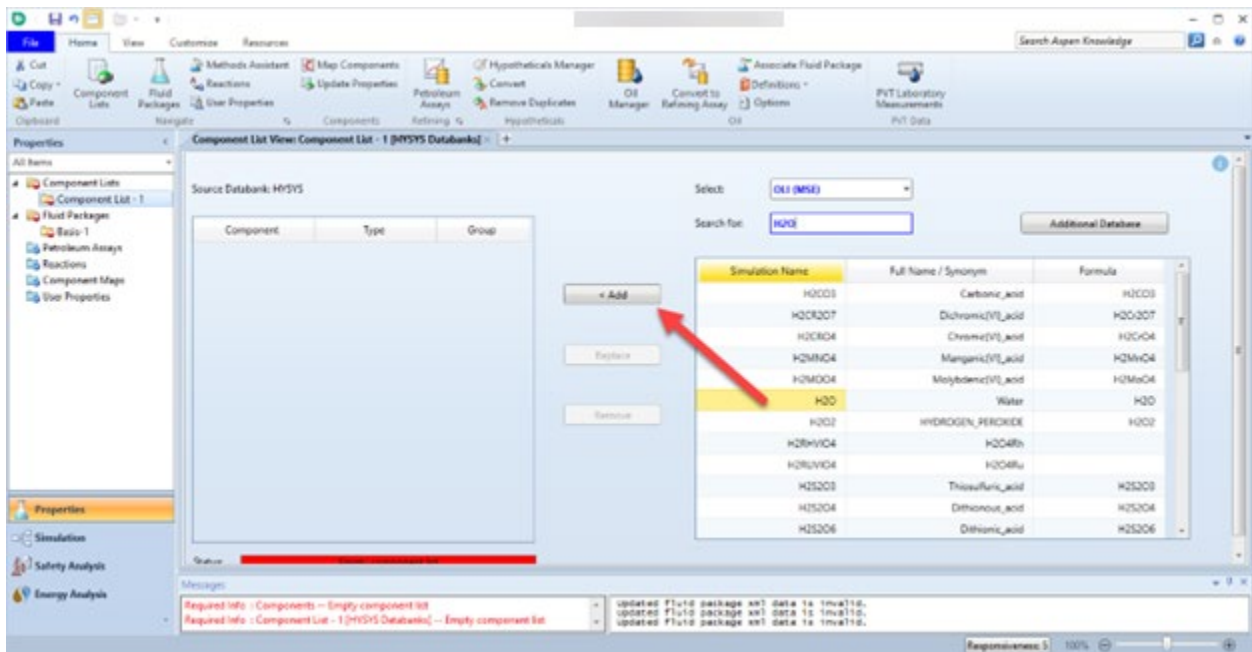 File Home View Customize Resources Search Aspen Knowledge
Cut
Copy
Paste
Clipboard
Component Lists
Fluid Packages
Methods Assistant
Reactions
User Properties
Navigate
Map Components
Update Properties
Components
Petroleum Assays
Refining
Hypotheticals Manager
Convert
Remove Duplicates
Hypotheticals
Oil Manager
Convert to Refining Assay
Associate Fluid Package
Definitions
Options
Oil
PVT Laboratory Measurements
PVT Data
Properties
All Items
Component Lists
Component List - 1
Fluid Packages
Basis-1
Petroleum Assays
Reactions
Component Maps
User Properties
Properties
Simulation
Safety Analysis
Energy Analysis
Component List View: Component List - 1 [HYSYS Databanks] +
Source Databank: HYSYS
Component Type Group
< Add
Replace
Remove
Select: OLI (MSE)
Search for: H2O
Additional Database
Simulation Name Full Name / Synonym Formula
H2CO3 Carbonic_acid H2CO3
H2CR2O7 Dichromic(VI)_acid H2Cr2O7
H2CRO4 Chromic(VI)_acid H2CrO4
H2MNO4 Manganic(VI)_acid H2MnO4
H2MOO4 Molybdenic(VI)_acid H2MoO4
H2O Water H2O
H2O2 HYDROGEN_PEROXIDE H2O2
H2RHVIO4 H2O4Rh
H2RUVIO4 H2O4Ru
H2S2O3 Thiosulfuric_acid H2S2O3
H2S2O4 Dithionous_acid H2S2O4
H2S2O6 Dithionic_acid H2S2O6
Status: Empty component list
Messages
Required Info : Components -- Empty component list
Required Info : Component List - 1 [HYSYS Databanks] -- Empty component list
Updated fluid package xml data is invalid.
Updated fluid package xml data is invalid.
Updated fluid package xml data is invalid.
Responsiveness: 5 100%